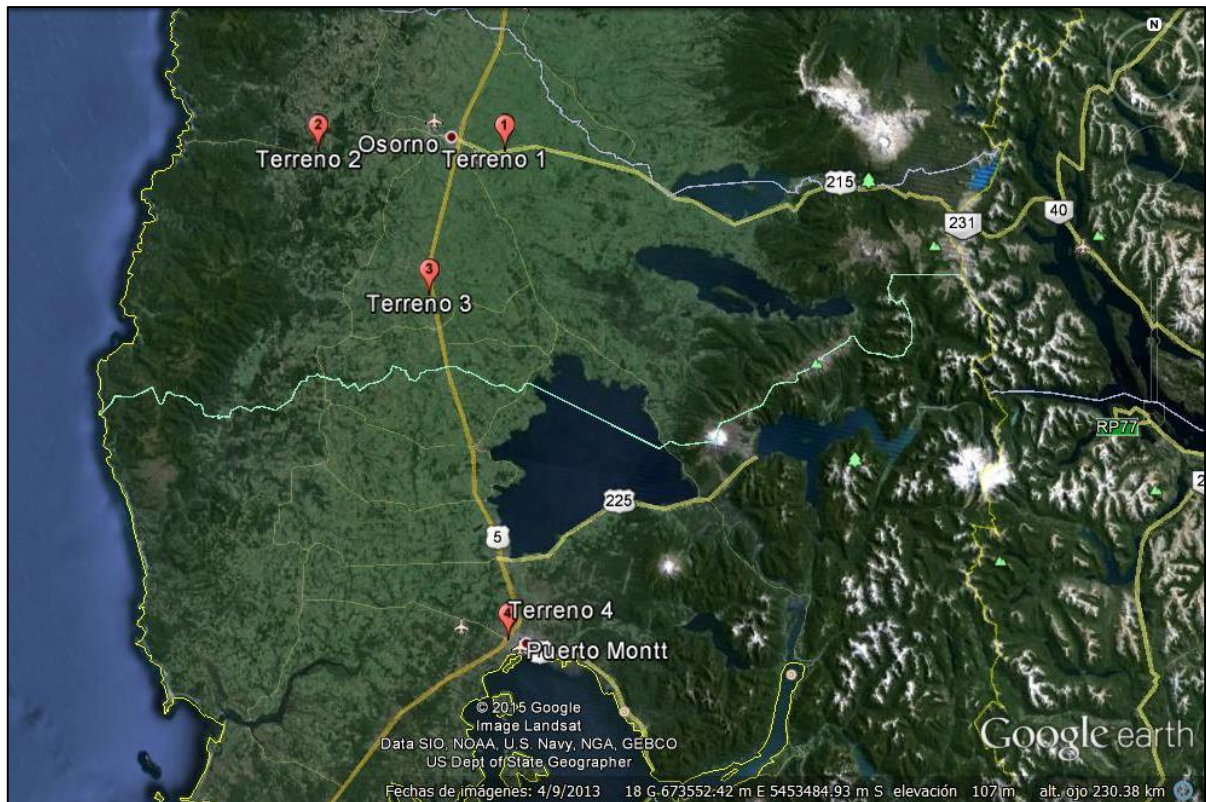 N
2
1
Osorno
Terreno 2
Terreno 1
215
231
40
3
Terreno 3
RP77
225
2
5
Terreno 4
4
Puerto Montt
© 2015 Google
Image Landsat
Data SIO, NOAA, U.S. Navy, NGA, GEBCO
US Dept of State Geographer
Google earth
Fechas de imágenes: 4/9/2013 18 G 673552.42 m E 5453484.93 m S elevación 107 m alt. ojo 230.38 km